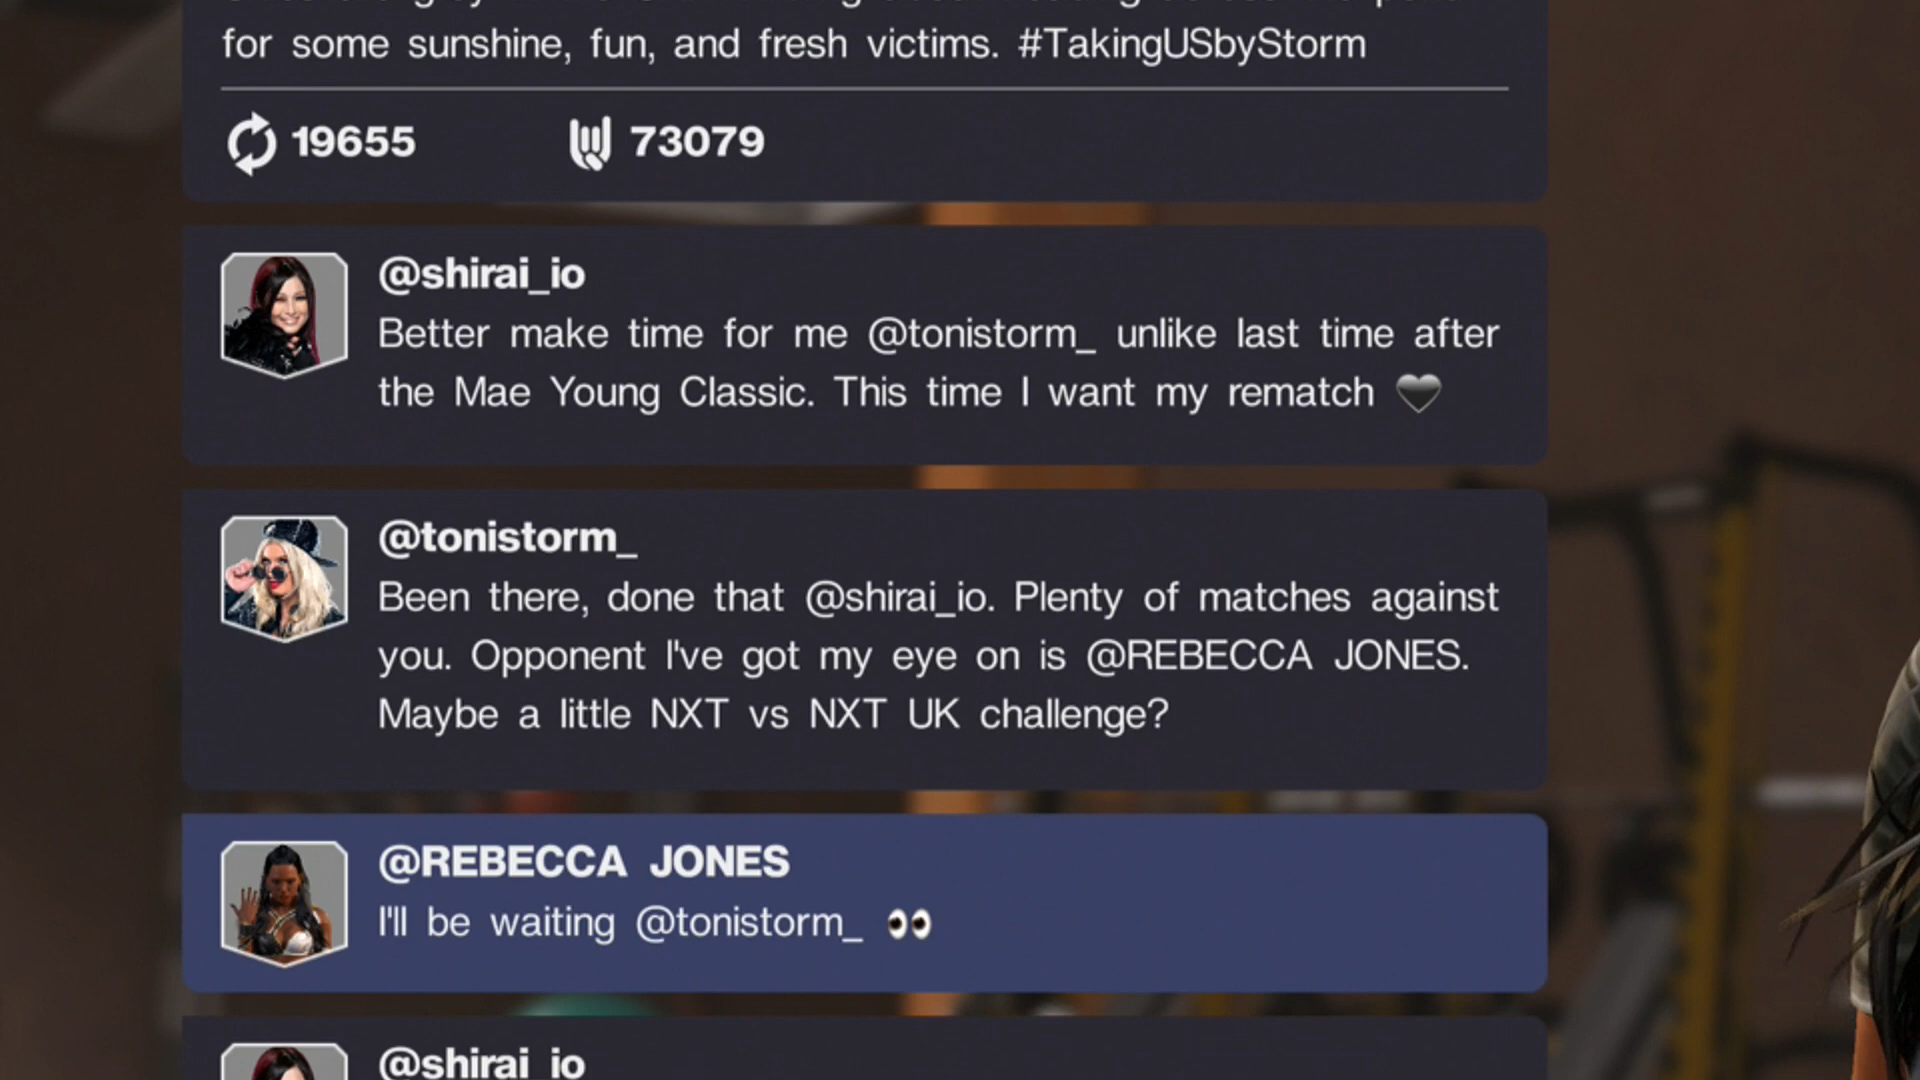 for some sunshine, fun, and fresh victims. #TakingUSbyStorm
19655 73079
@shirai_io
Better make time for me @tonistorm_ unlike last time after
the Mae Young Classic. This time I want my rematch 🖤
@tonistorm_
Been there, done that @shirai_io. Plenty of matches against
you. Opponent I've got my eye on is @REBECCA JONES.
Maybe a little NXT vs NXT UK challenge?
@REBECCA JONES
I'll be waiting @tonistorm_ 👀
@shirai_io